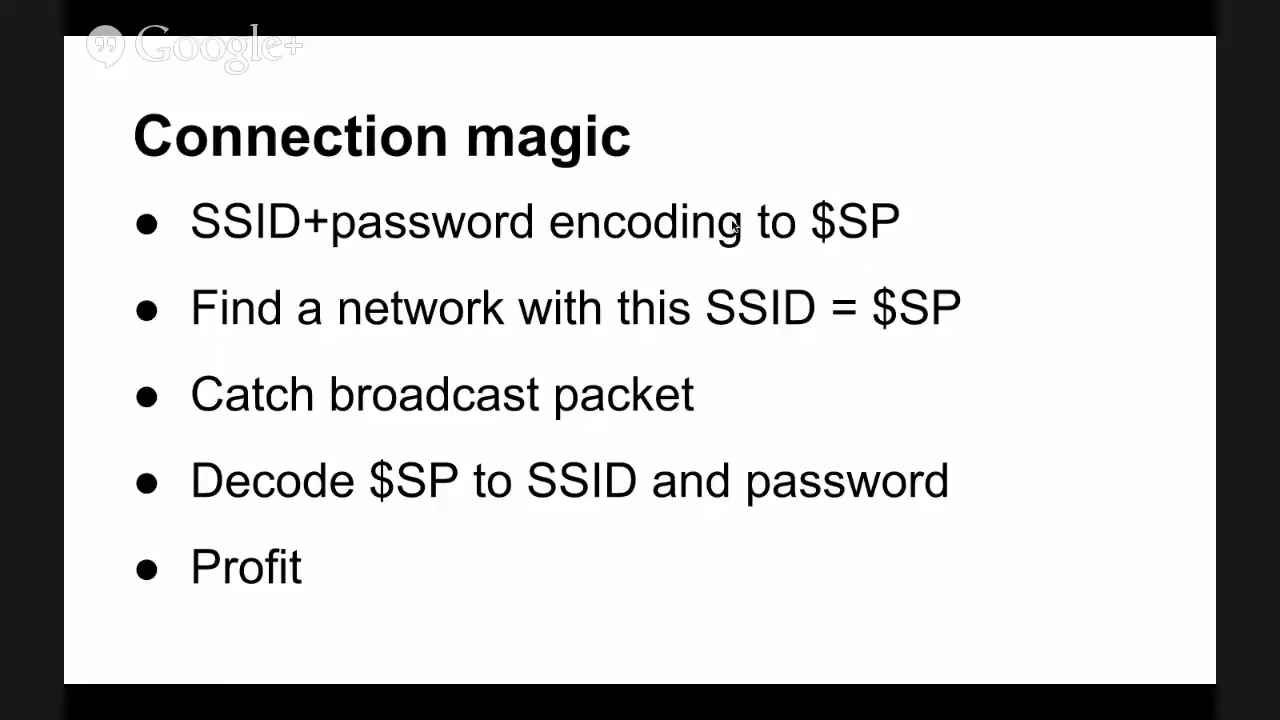 Google+
Connection magic
● SSID+password encoding to $SP
● Find a network with this SSID = $SP
● Catch broadcast packet
● Decode $SP to SSID and password
● Profit